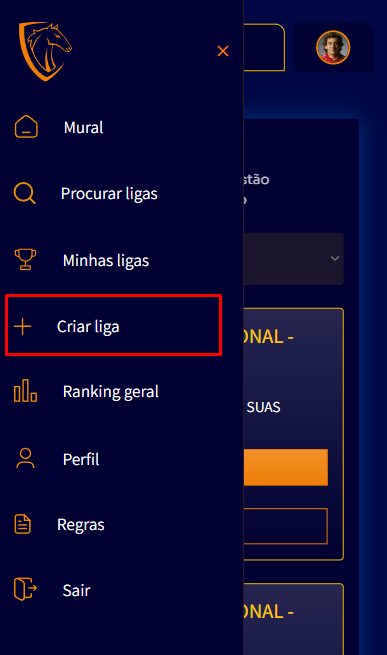 Mural
Procurar ligas
Minhas ligas
Criar liga
Ranking geral
Perfil
Regras
Sair
stão
o
ONAL -
SUAS
ONAL -